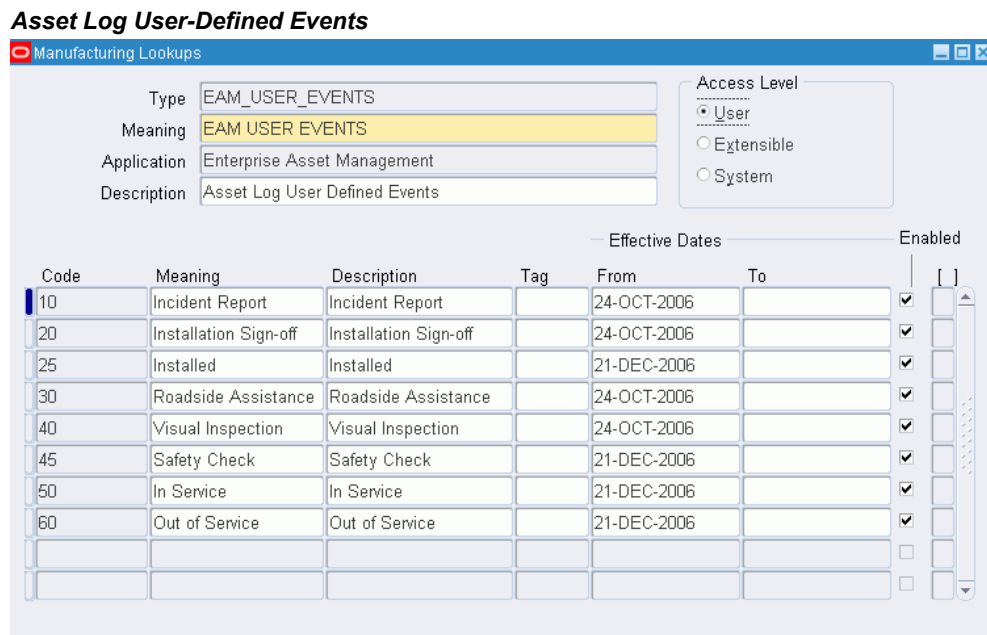 Asset Log User-Defined Events
Manufacturing Lookups
Type EAM_USER_EVENTS
Meaning EAM USER EVENTS
Application Enterprise Asset Management
Description Asset Log User Defined Events
Access Level
User
Extensible
System
Effective Dates Enabled
Code Meaning Description Tag From To [ ]
10 Incident Report Incident Report 24-OCT-2006
20 Installation Sign-off Installation Sign-off 24-OCT-2006
25 Installed Installed 21-DEC-2006
30 Roadside Assistance Roadside Assistance 24-OCT-2006
40 Visual Inspection Visual Inspection 24-OCT-2006
45 Safety Check Safety Check 21-DEC-2006
50 In Service In Service 21-DEC-2006
60 Out of Service Out of Service 21-DEC-2006